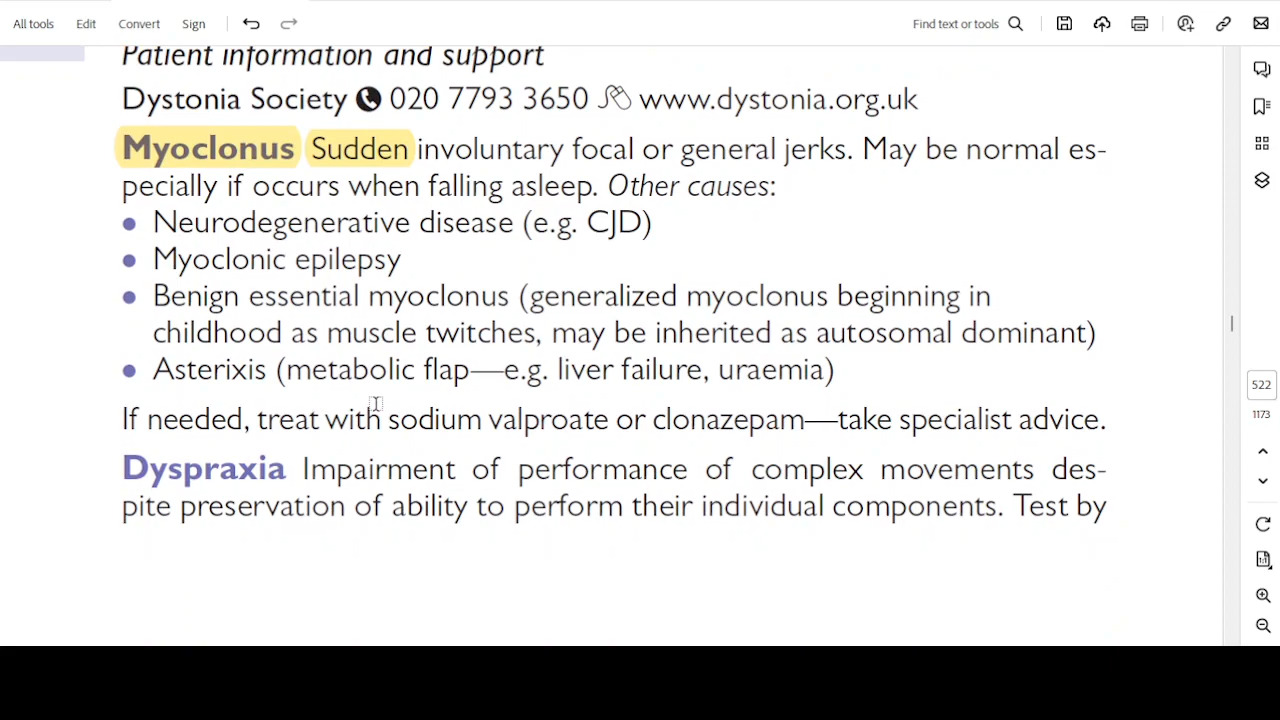 All tools Edit Convert Sign Find text or tools
Patient information and support
Dystonia Society 020 7793 3650 www.dystonia.org.uk
Myoclonus Sudden involuntary focal or general jerks. May be normal es-
pecially if occurs when falling asleep. Other causes:
● Neurodegenerative disease (e.g. CJD)
● Myoclonic epilepsy
● Benign essential myoclonus (generalized myoclonus beginning in
childhood as muscle twitches, may be inherited as autosomal dominant)
● Asterixis (metabolic flap—e.g. liver failure, uraemia)
522
1173
If needed, treat with sodium valproate or clonazepam—take specialist advice.
Dyspraxia Impairment of performance of complex movements des-
pite preservation of ability to perform their individual components. Test by